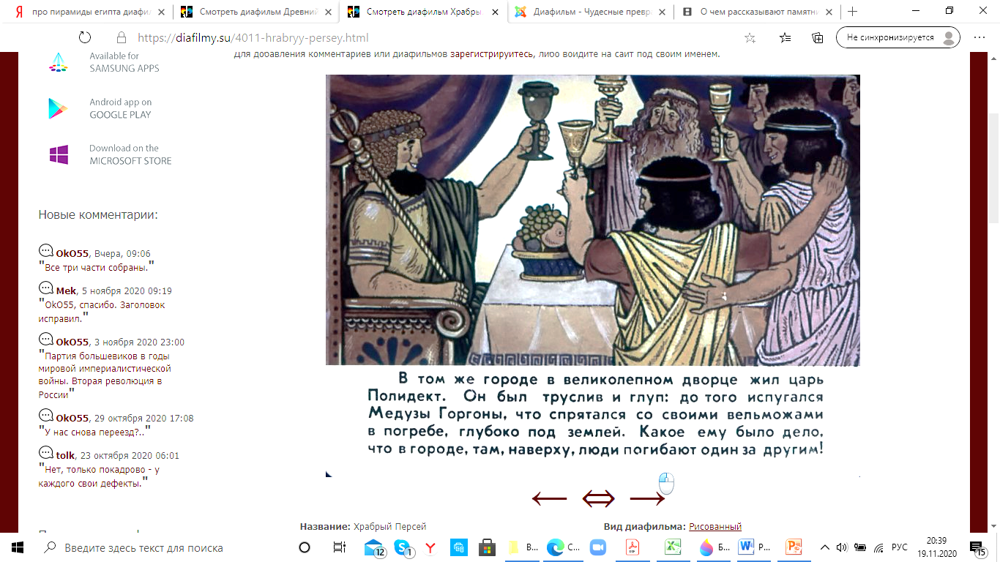 про пирамиды египта диафил
Смотреть диафильм Древний
Смотреть диафильм Храбры
Диафильм - Чудесные превр
О чем рассказывают памятн
https://diafilmy.su/4011-hrabryy-persey.html
Не синхронизируется
Для добавления комментариев или диафильмов зарегистрируйтесь, либо войдите на сайт под своим именем.
Available for
SAMSUNG APPS
Android app on
GOOGLE PLAY
Download on the
MICROSOFT STORE
Новые комментарии:
OkO55, Вчера, 09:06
"Все три части собраны."
Mek, 5 ноября 2020 09:19
"OkO55, спасибо. Заголовок
исправил."
OkO55, 3 ноября 2020 23:00
"Партия большевиков в годы
мировой империалистической
войны. Вторая революция в
России"
OkO55, 29 октября 2020 17:08
"У нас снова переезд?.."
tolk, 23 октября 2020 06:01
"Нет, только покадрово - у
каждого свои дефекты."
В том же городе в великолепном дворце жил царь
Полидект. Он был труслив и глуп: до того испугался
Медузы Горгоны, что спрятался со своими вельможами
в погребе, глубоко под землей. Какое ему было дело,
что в городе, там, наверху, люди погибают один за другим!
Название: Храбрый Персей
Вид диафильма: Рисованный
Введите здесь текст для поиска
12
1
В...
С...
Б...
Р...
РУС
20:39
19.11.2020
15